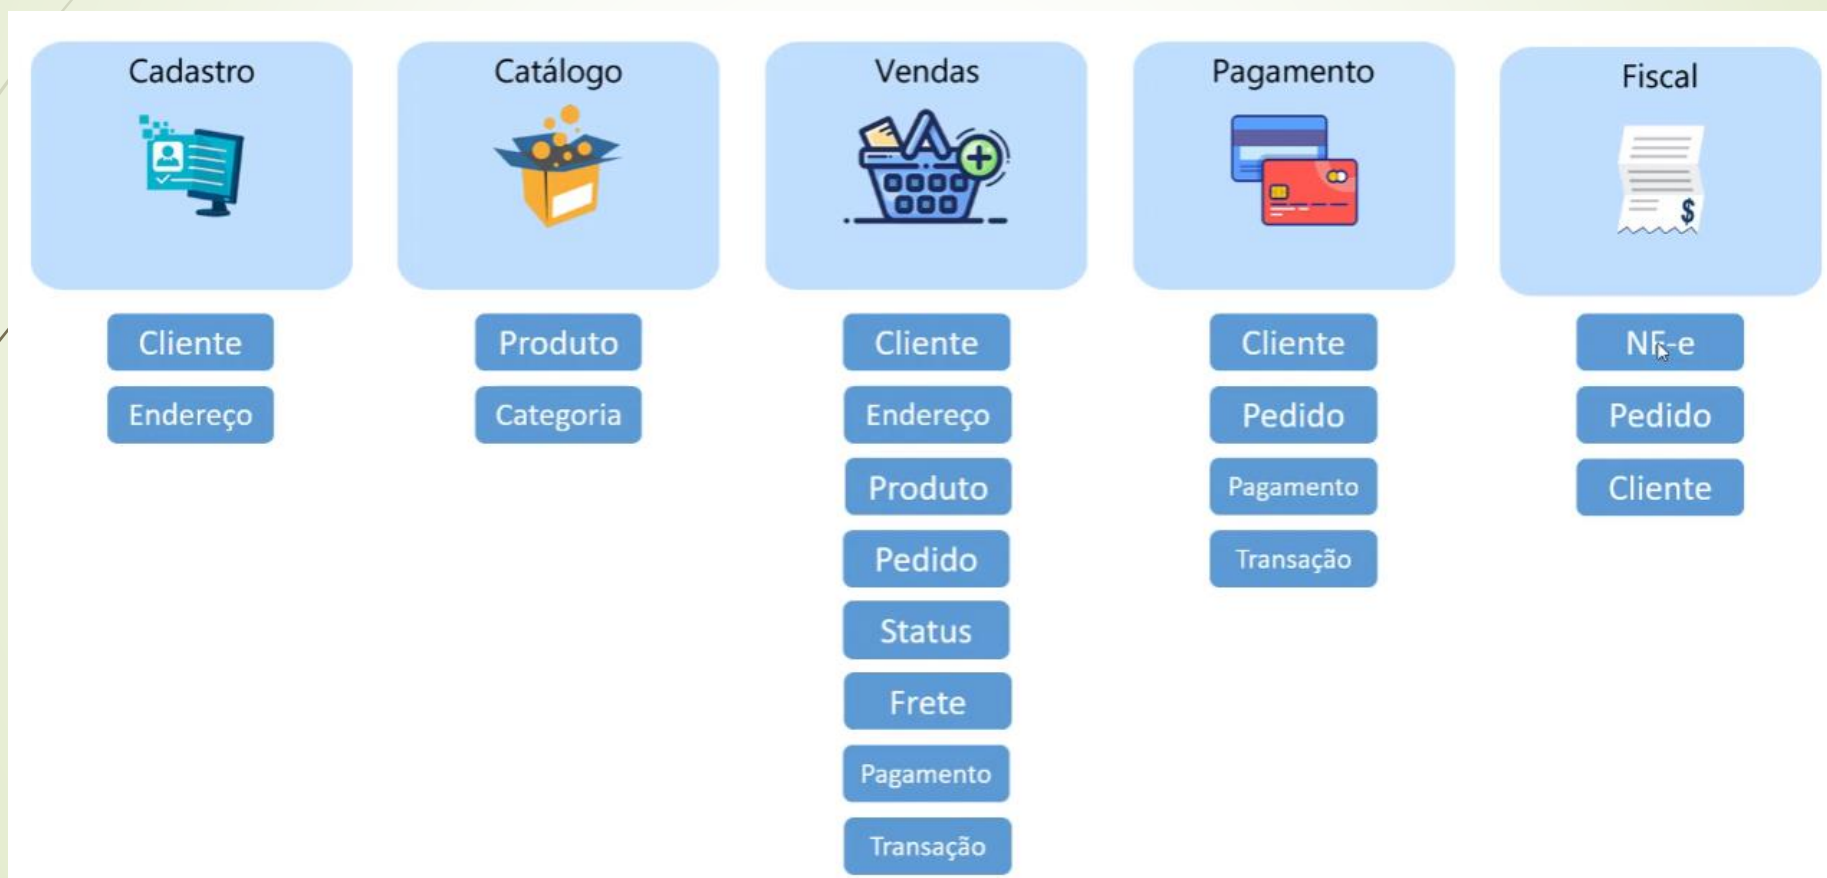 Cadastro
Cliente
Endereço
Catálogo
Produto
Categoria
Vendas
Cliente
Endereço
Produto
Pedido
Status
Frete
Pagamento
Transação
Pagamento
Cliente
Pedido
Pagamento
Transação
Fiscal
$
NF-e
Pedido
Cliente